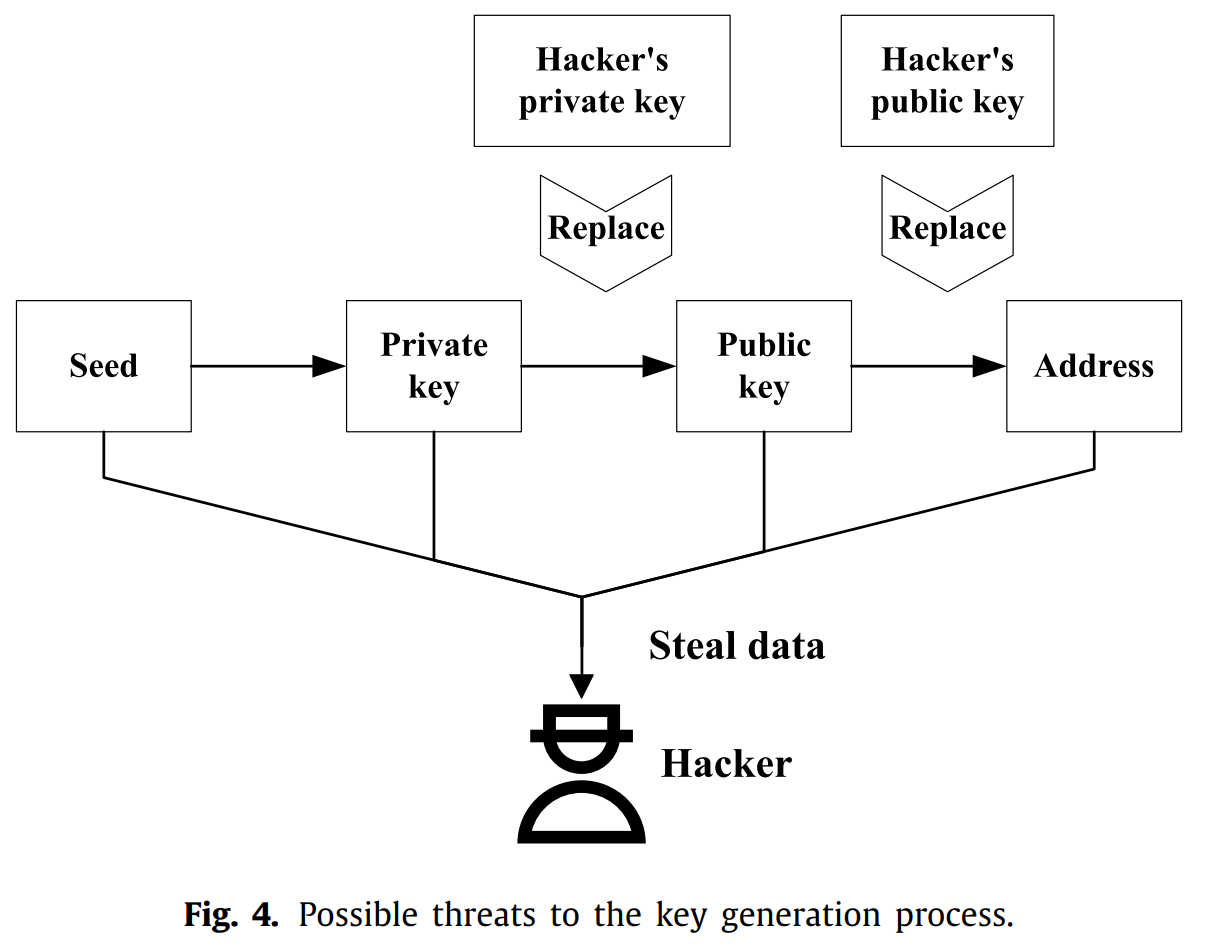 Hacker's
private key
Hacker's
public key
Replace
Replace
Seed
Private
key
Public
key
Address
Steal data
Hacker
Fig. 4. Possible threats to the key generation process.